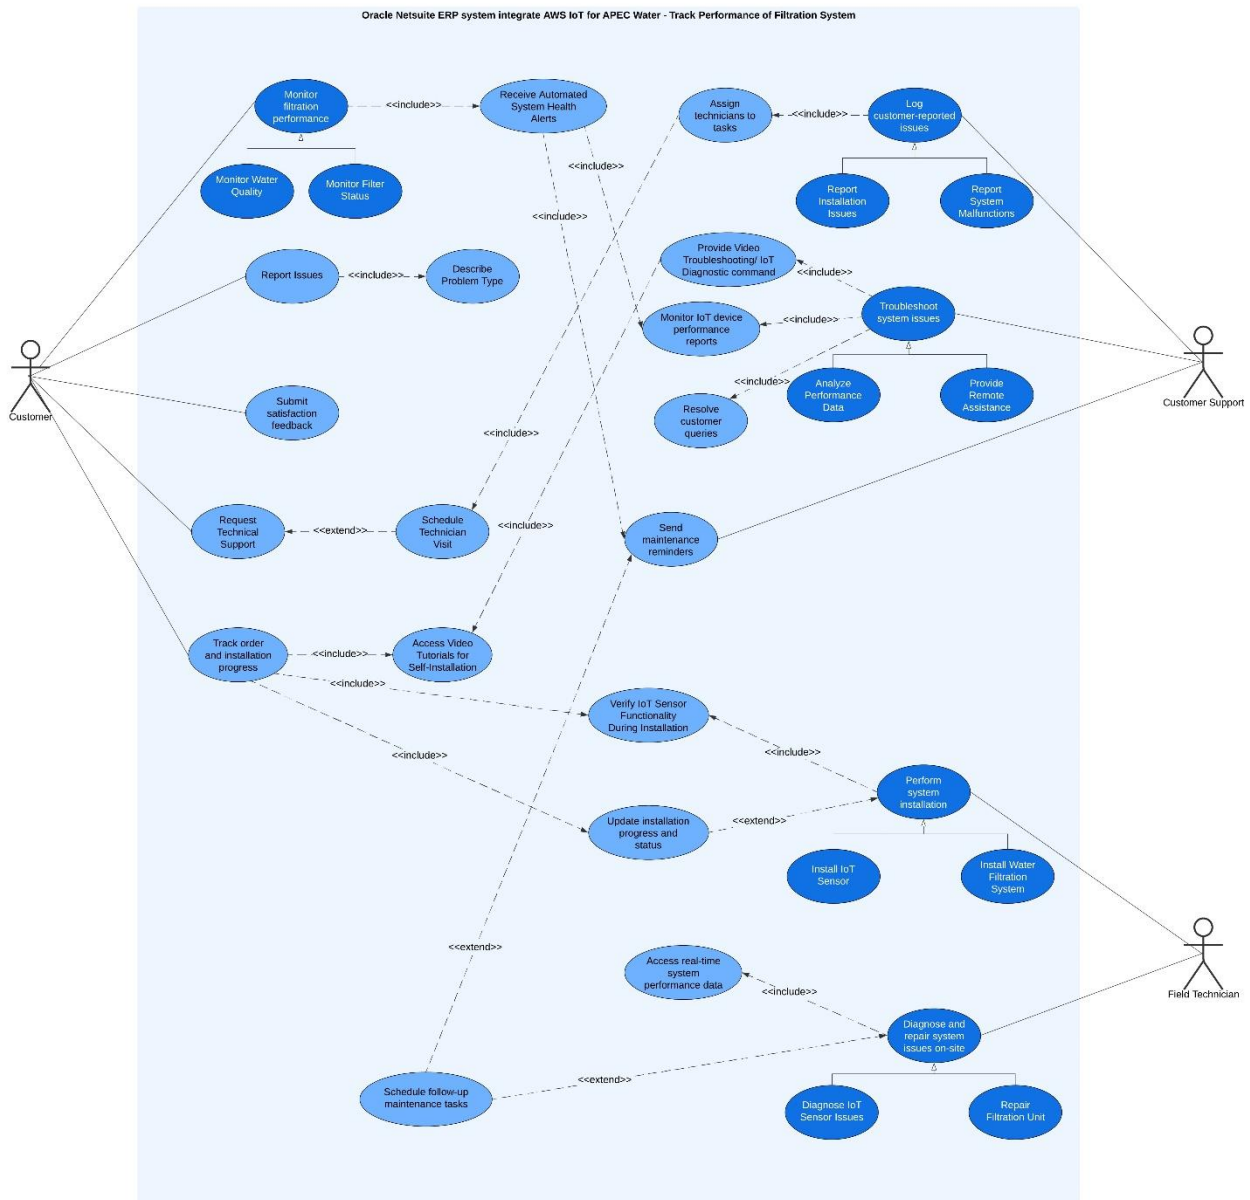 Oracle Netsuite ERP system integrate AWS IoT for APEC Water - Track Performance of Filtration System
Monitor
filtration
performance
<<include>>
Receive Automated
System Health
Alerts
Assign
technicians to
tasks
<<include>>
Log
customer-reported
issues
<<include>>
Monitor Water
Quality
Monitor Filter
Status
Report
Installation
Issues
Report
System
Malfunctions
<<include>>
Report Issues
<<include>>
Describe
Problem Type
Provide Video
Troubleshooting/ IoT
Diagnostic command
<<include>>
Troubleshoot
system issues
Monitor IoT device
performance
reports
<<include>>
<<include>>
Analyze
Performance
Data
Provide
Remote
Assistance
Customer
Customer Support
Submit
satisfaction
feedback
Resolve
customer
queries
<<include>>
Request
Technical
Support
<<extend>>
Schedule
Technician
Visit
<<include>>
Send
maintenance
reminders
Track order
and installation
progress
<<include>>
Access Video
Tutorials for
Self-Installation
<<include>>
Verify IoT Sensor
Functionality
During Installation
<<include>>
<<include>>
Perform
system
installation
Update installation
progress and
status
<<extend>>
Install IoT
Sensor
Install Water
Filtration
System
<<extend>>
Access real-time
system
performance data
<<include>>
Field Technician
Diagnose and
repair system
issues on-site
Schedule follow-up
maintenance tasks
<<extend>>
Diagnose IoT
Sensor Issues
Repair
Filtration Unit